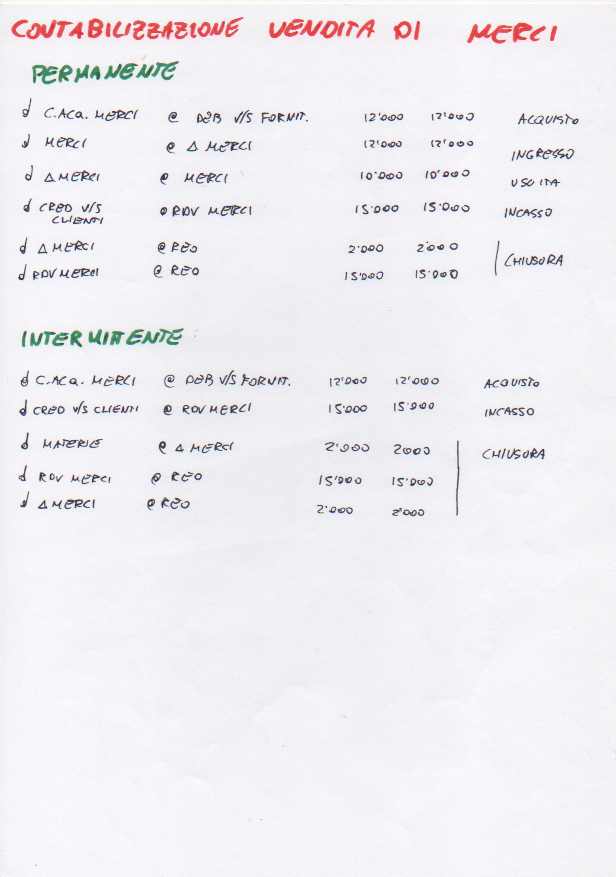 CONTABILIZZAZIONE VENDITA DI MERCI
PERMANENTE
d C.ACQ. MERCI @ DEB V/S FORNIT. 12'000 12'000 ACQUISTO
d MERCI @ Δ MERCI 12'000 12'000 INGRESSO
d Δ MERCI @ MERCI 10'000 10'000 USCITA
d CRED V/S CLIENTI @ RDV MERCI 15'000 15'000 INCASSO
d Δ MERCI @ REO 2'000 2'000 CHIUSURA
d RDV MERCI @ REO 15'000 15'000
INTERMITTENTE
d C.ACQ. MERCI @ DEB V/S FORNIT. 12'000 12'000 ACQUISTO
d CRED V/S CLIENTI @ RDV MERCI 15'000 15'000 INCASSO
d MATERIE @ Δ MERCI 2'000 2000 CHIUSURA
d RDV MERCI @ REO 15'000 15'000
d Δ MERCI @ REO 2'000 2'000